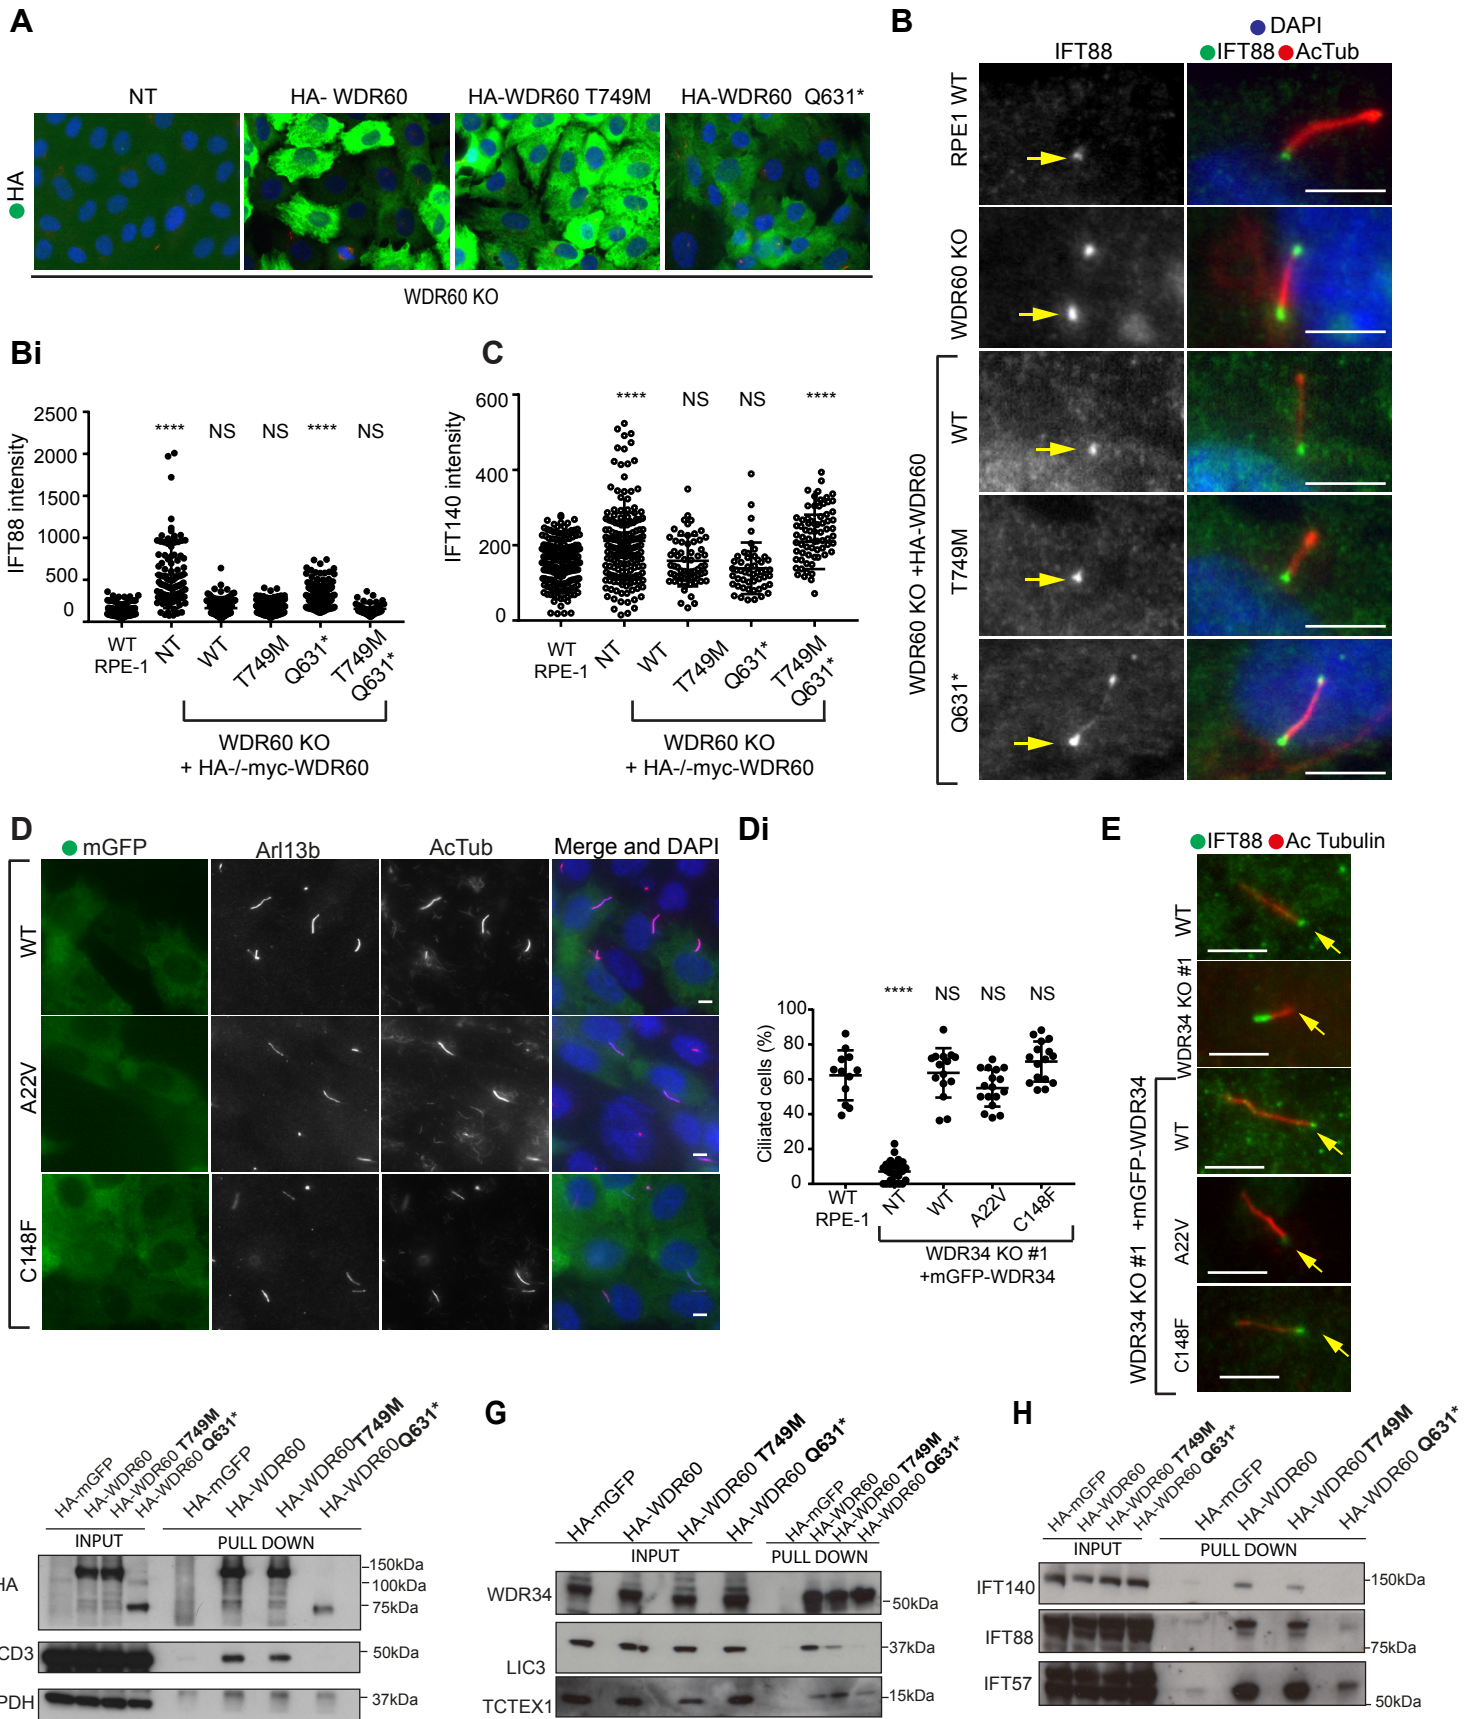 A
NT
HA- WDR60
HA-WDR60 T749M
HA-WDR60 Q631*
HA
WDR60 KO
B
DAPI
IFT88
IFT88 AcTub
RPE1 WT
WDR60 KO
WT
T749M
Q631*
WDR60 KO +HA-WDR60
Bi
IFT88 intensity
2500
2000
1500
1000
500
0
**** NS NS **** NS
WT RPE-1
NT
WT
T749M
Q631*
T749M Q631*
WDR60 KO
+ HA-/-myc-WDR60
C
IFT140 intensity
600
400
200
0
**** NS NS ****
WT RPE-1
NT
WT
T749M
Q631*
T749M Q631*
WDR60 KO
+ HA-/-myc-WDR60
D
mGFP
Arl13b
AcTub
Merge and DAPI
WT
A22V
C148F
Di
Ciliated cells (%)
100
80
60
40
20
0
**** NS NS NS
WT RPE-1
NT
WT
A22V
C148F
WDR34 KO #1
+mGFP-WDR34
E
IFT88 Ac Tubulin
WT
WDR34 KO #1
WT
A22V
C148F
WDR34 KO #1 +mGFP-WDR34
HA-mGFP
HA-WDR60
HA-WDR60 T749M
HA-WDR60 Q631*
HA-mGFP
HA-WDR60
HA-WDR60T749M
HA-WDR60Q631*
INPUT
PULL DOWN
HA
-150kDa
-100kDa
75kDa
CD3
50kDa
PDH
37kDa
G
HA-mGFP
HA-WDR60
HA-WDR60 T749M
HA-WDR60 Q631*
HA-mGFP
HA-WDR60
HA-WDR60 T749M
HA-WDR60 Q631*
INPUT
PULL DOWN
WDR34
-50kDa
LIC3
-37kDa
TCTEX1
-15kDa
H
HA-mGFP
HA-WDR60
HA-WDR60 T749M
HA-WDR60 Q631*
HA-mGFP
HA-WDR60
HA-WDR60 T749M
HA-WDR60 Q631*
INPUT
PULL DOWN
IFT140
-150kDa
IFT88
75kDa
IFT57
50kDa